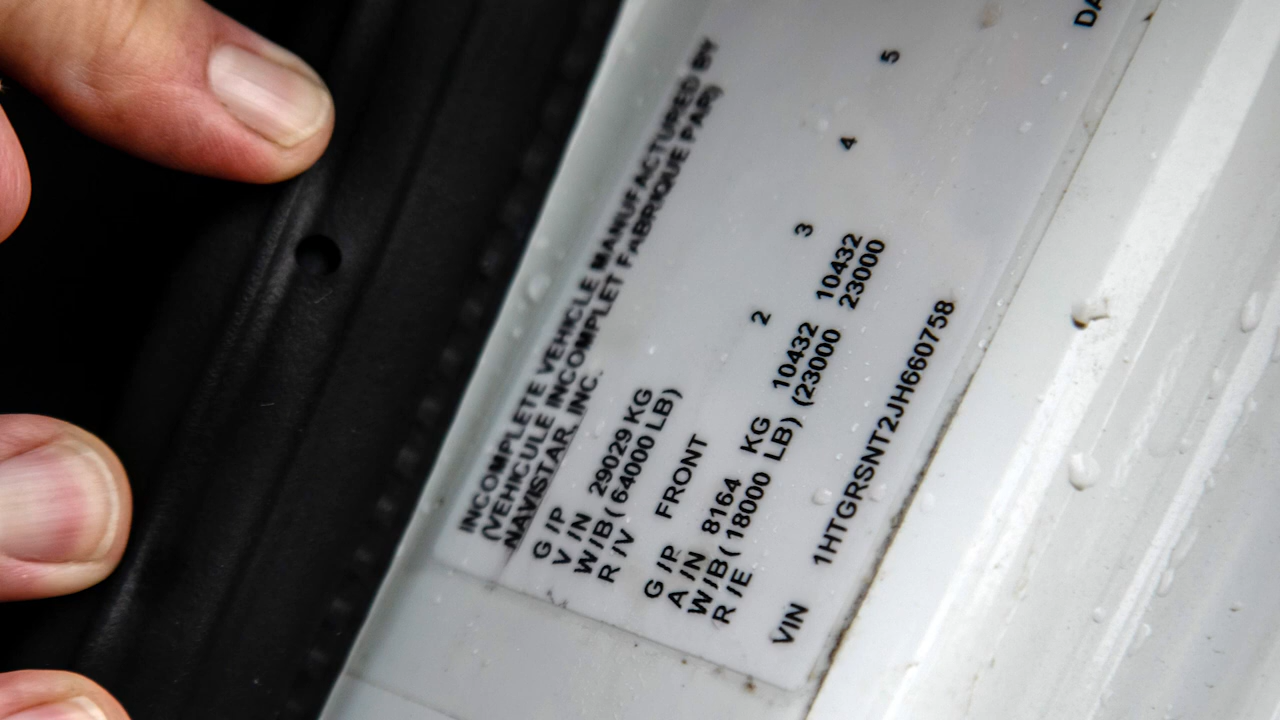 INCOMPLETE VEHICLE MANUFACTURED BY
(VEHICULE INCOMPLET FABRIQUE PAR)
NAVISTAR, INC.
G /P
V /N 29029 KG
W/B ( 64000 LB)
R /V
G /P FRONT 2 3 4 5
A /N 8164 KG 10432 10432
W/B ( 18000 LB) (23000 23000
R /E
VIN 1HTGRSNT2JH660758
DA